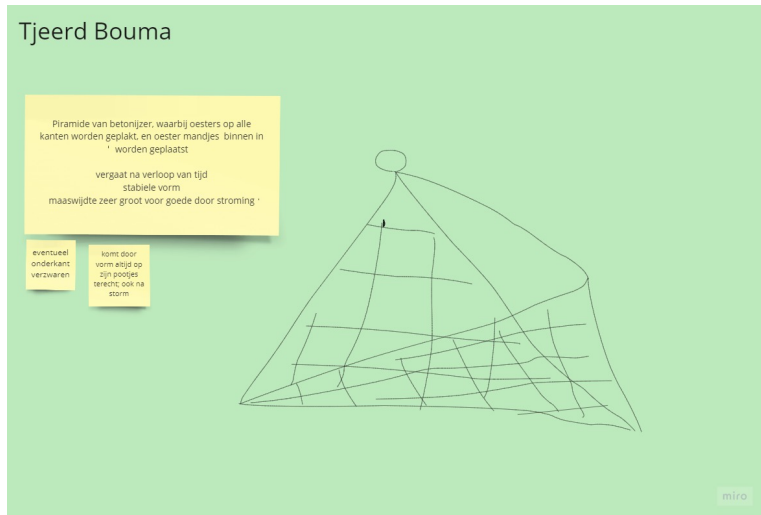 Tjeerd Bouma
Piramide van betonijzer, waarbij oesters op alle
kanten worden geplakt, en oester mandjes binnen in
' worden geplaatst
vergaat na verloop van tijd
stabiele vorm
maaswijdte zeer groot voor goede door stroming '
eventueel
onderkant
verzwaren
komt door
vorm altijd op
zijn pootjes
terecht; ook na
storm
miro